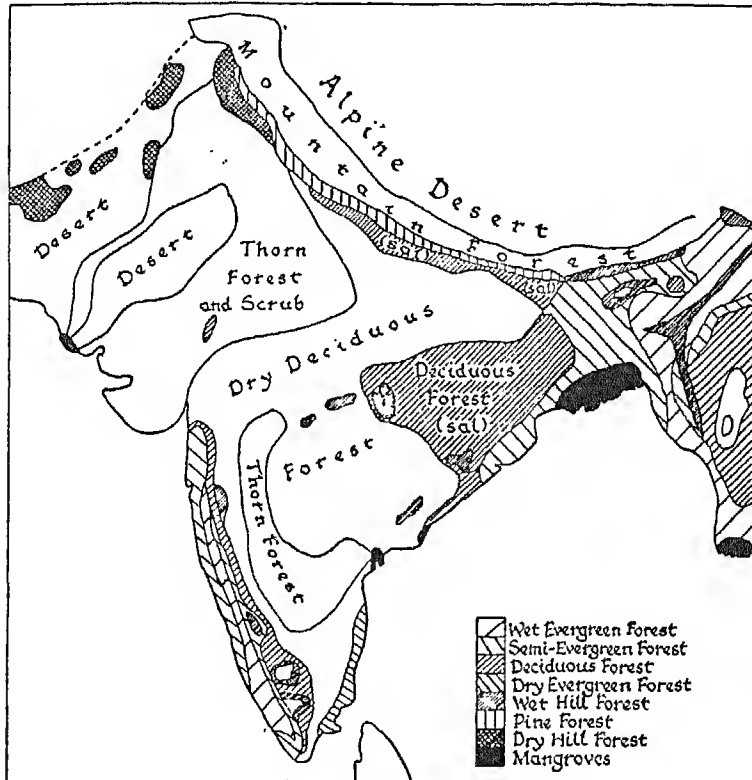 Alpine Desert
Mountain Forest
(sal)
(sal)
Desert
Desert
Thorn
Forest
and Scrub
Dry Deciduous
Forest
Deciduous
Forest
(sal)
Thorn Forest
Wet Evergreen Forest
Semi-Evergreen Forest
Deciduous Forest
Dry Evergreen Forest
Wet Hill Forest
Pine Forest
Dry Hill Forest
Mangroves